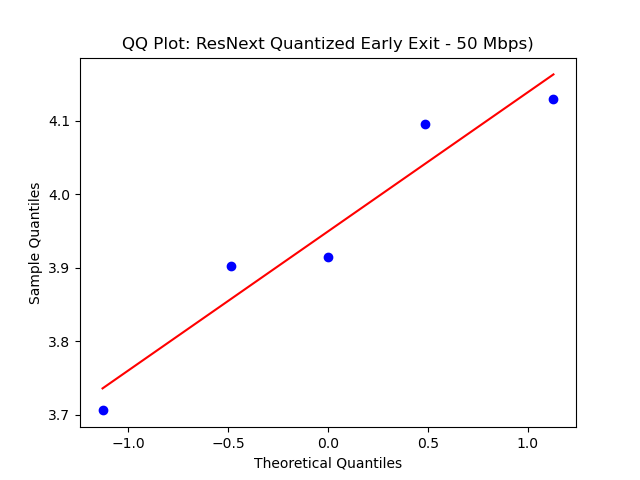 QQ Plot: ResNext Quantized Early Exit - 50 Mbps)
4.1
4.0
3.9
3.8
3.7
Sample Quantiles
−1.0 −0.5 0.0 0.5 1.0
Theoretical Quantiles